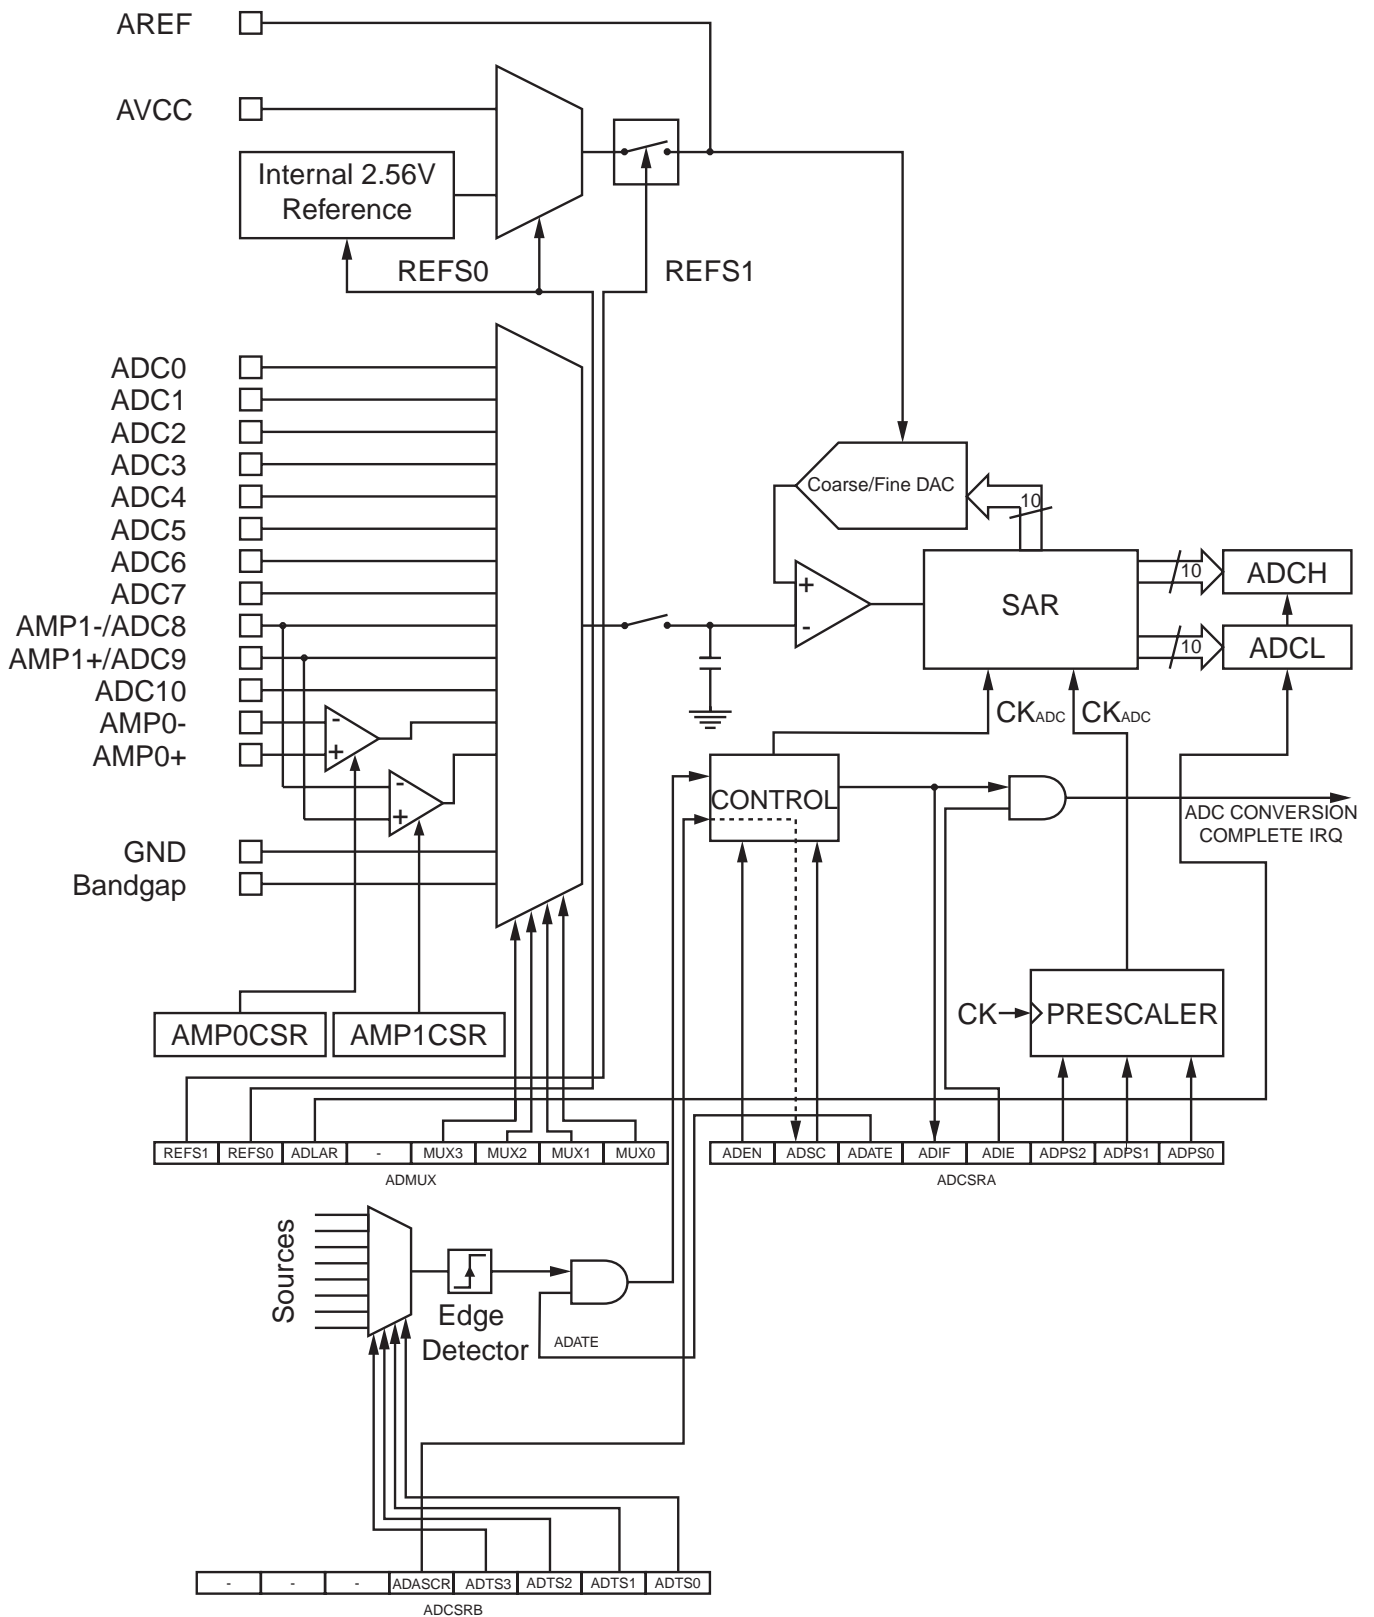 AREF
AVCC
Internal 2.56V
Reference
REFS0
REFS1
ADC0
ADC1
ADC2
ADC3
ADC4
ADC5
ADC6
ADC7
AMP1-/ADC8
AMP1+/ADC9
ADC10
AMP0-
AMP0+
GND
Bandgap
-
+
-
+
Coarse/Fine DAC
10
+
-
SAR
10
ADCH
10
ADCL
CKADC
CKADC
CONTROL
ADC CONVERSION
COMPLETE IRQ
CK
PRESCALER
AMP0CSR
AMP1CSR
REFS1 REFS0 ADLAR - MUX3 MUX2 MUX1 MUX0
ADMUX
ADEN ADSC ADATE ADIF ADIE ADPS2 ADPS1 ADPS0
ADCSRA
Sources
Edge
Detector
ADATE
- - - ADASCR ADTS3 ADTS2 ADTS1 ADTS0
ADCSRB